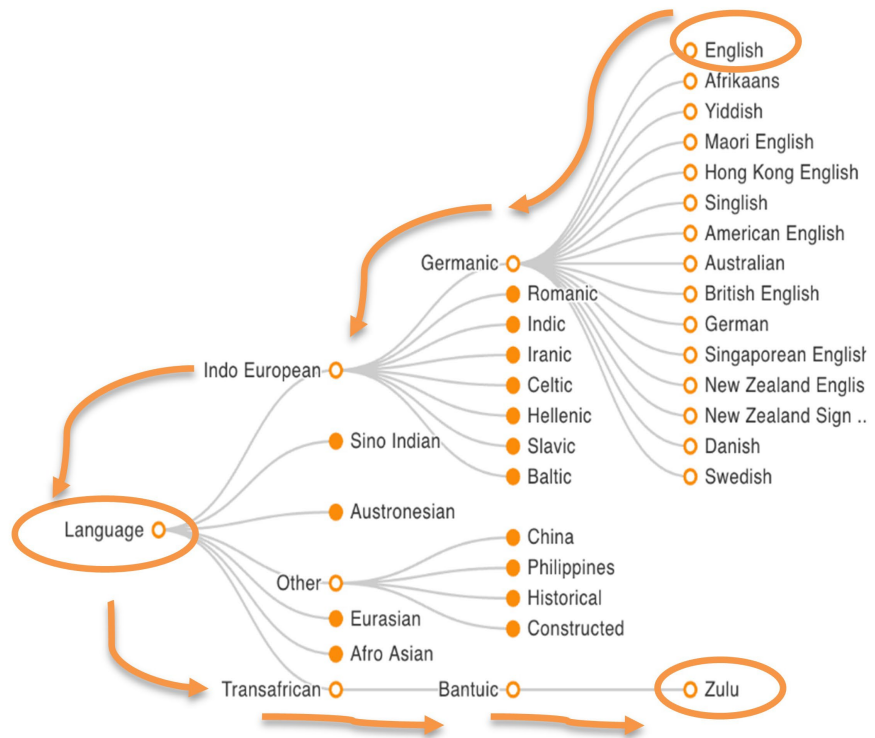 English
Afrikaans
Yiddish
Maori English
Hong Kong English
Singlish
American English
Germanic
Australian
Romanic
British English
Indic
German
Iranic
Singaporean English
Indo European
Celtic
New Zealand Englis
Hellenic
New Zealand Sign ..
Sino Indian
Slavic
Danish
Baltic
Swedish
Austronesian
Language
China
Philippines
Other
Historical
Eurasian
Constructed
Afro Asian
Transafrican
Bantuic
Zulu